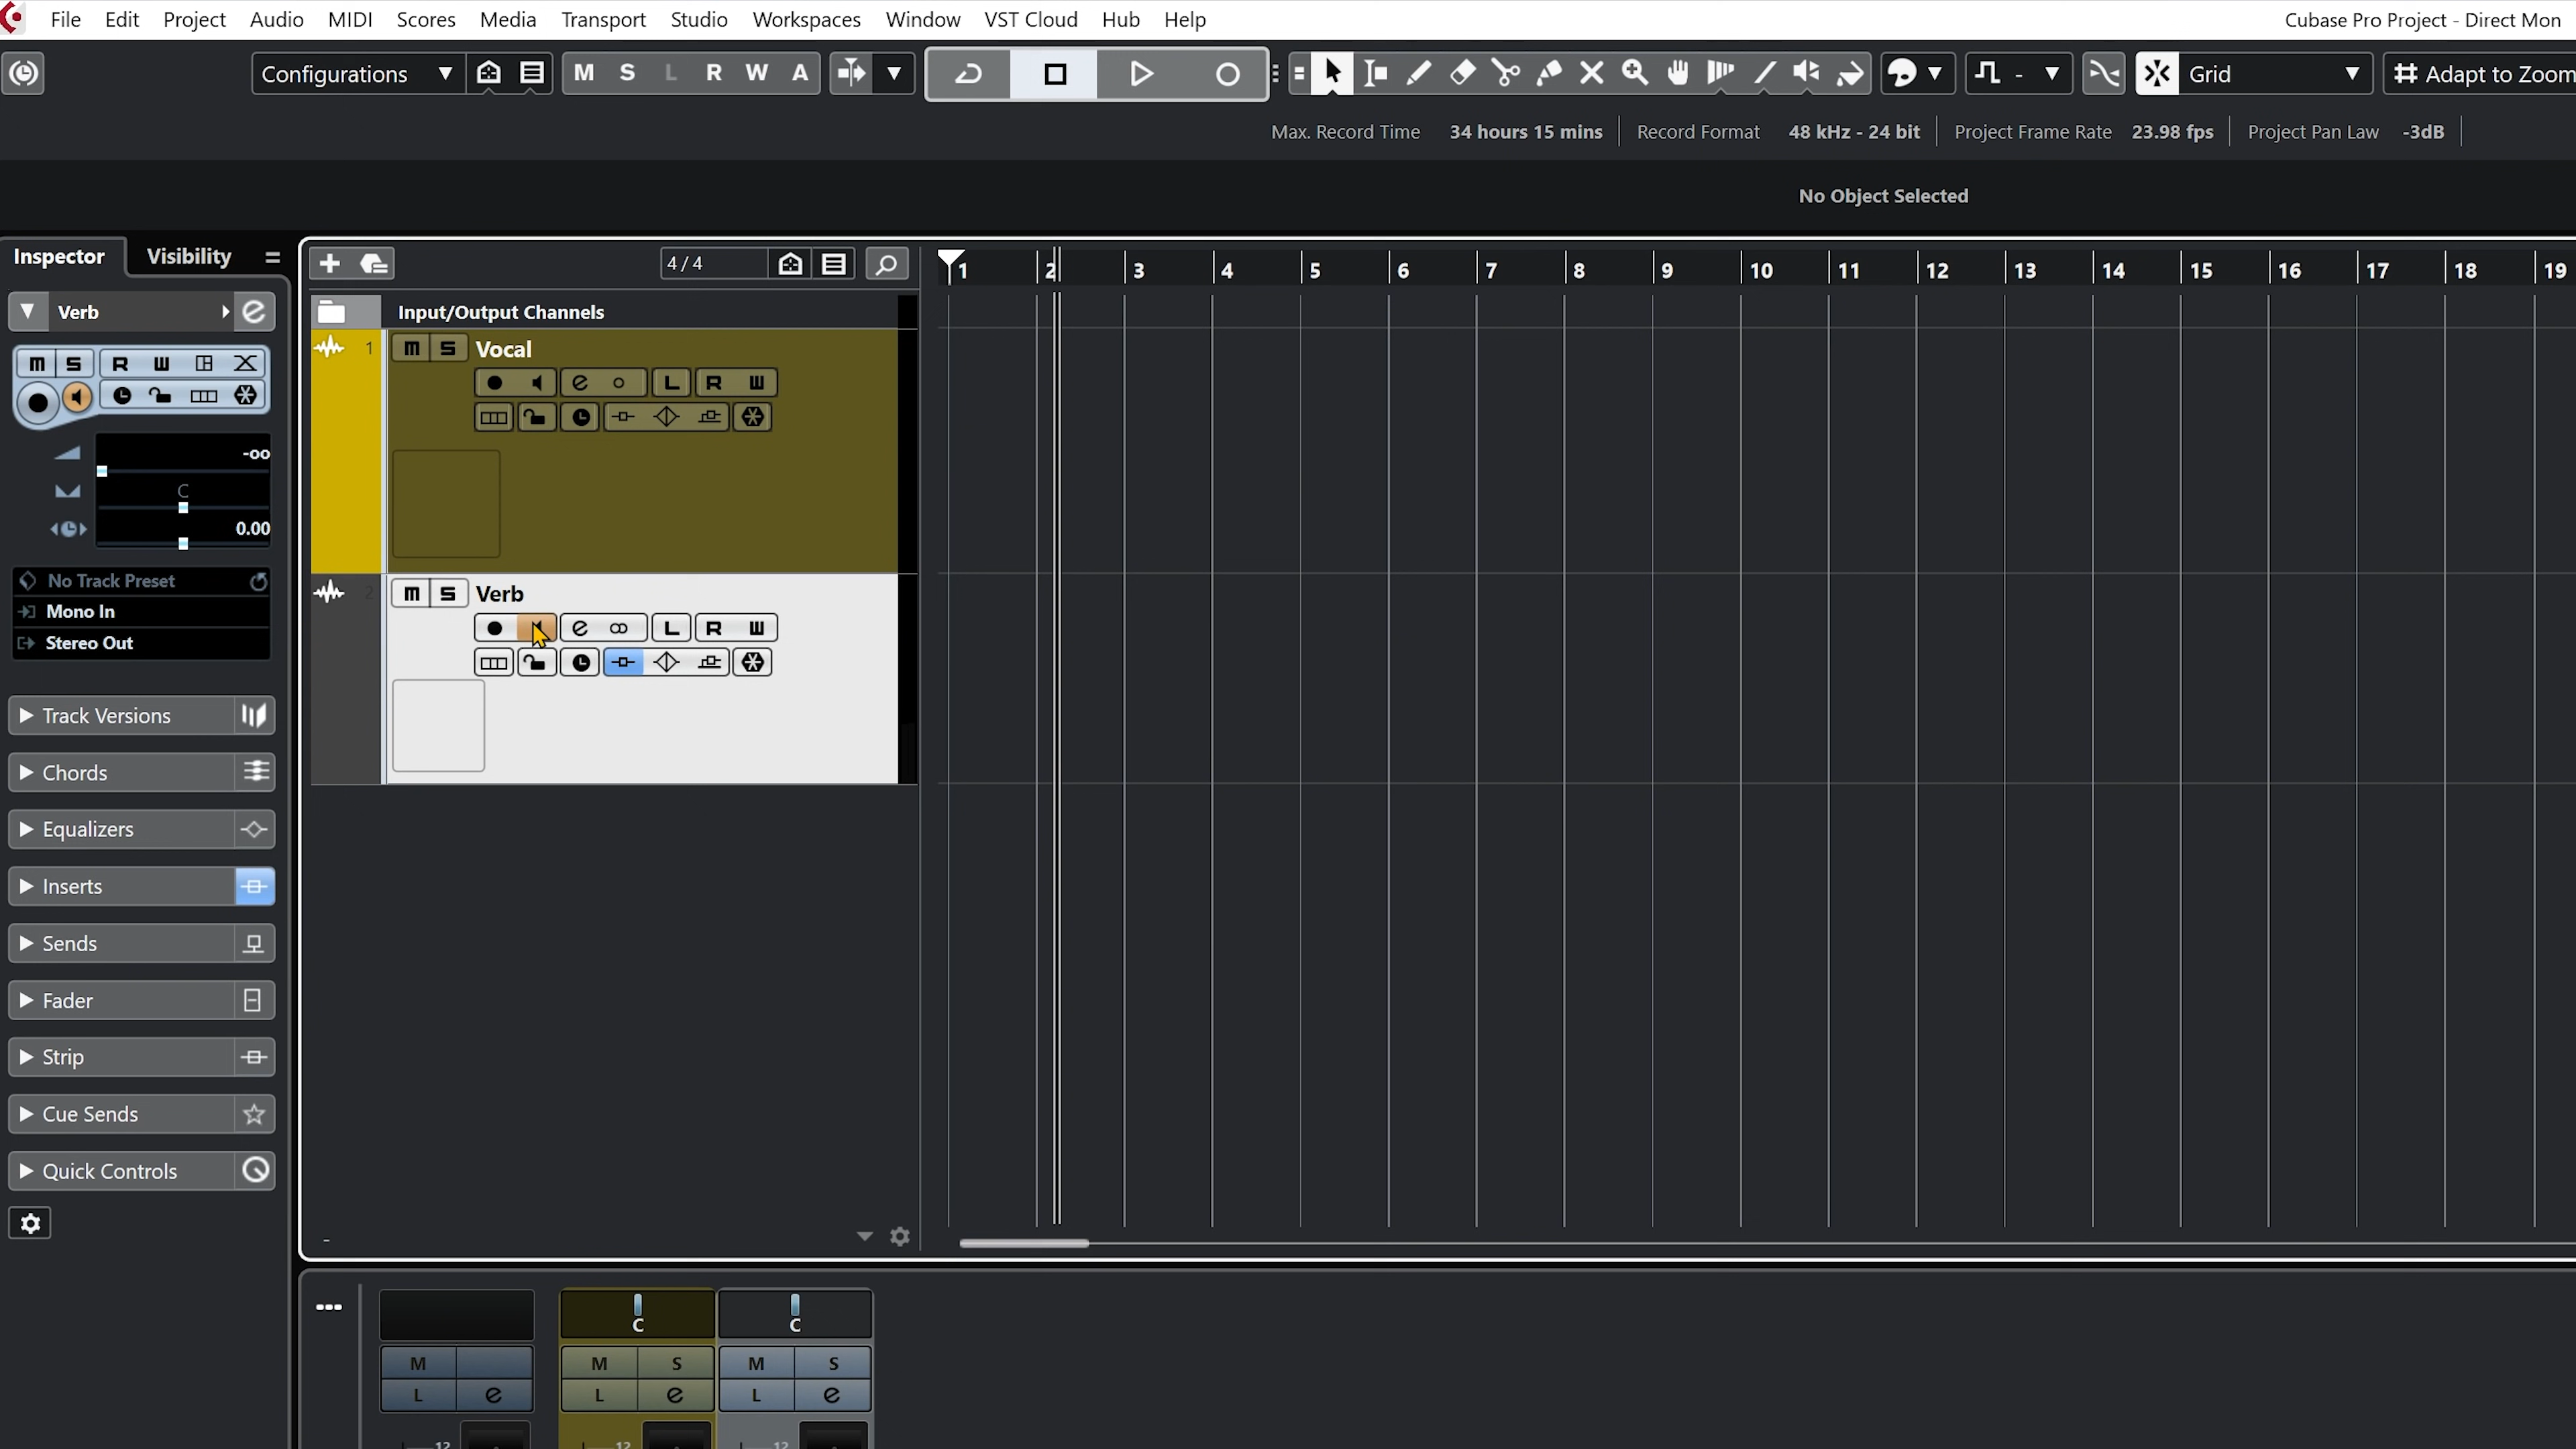 File Edit Project Audio MIDI Scores Media Transport Studio Workspaces Window VST Cloud Hub Help Cubase Pro Project - Direct Mon
Configurations M S L R W A - Grid Adapt to Zoom
Max. Record Time 34 hours 15 mins Record Format 48 kHz - 24 bit Project Frame Rate 23.98 fps Project Pan Law -3dB
No Object Selected
Inspector Visibility 4/4 1 2 3 4 5 6 7 8 9 10 11 12 13 14 15 16 17 18 19
Verb e Input/Output Channels
1 M S Vocal
M S R W
e L R W
-oo
C
0.00
No Track Preset
2 M S Verb
Mono In
e L R W
Stereo Out
Track Versions
Chords
Equalizers
Inserts
Sends
Fader
Strip
Cue Sends
Quick Controls
-
C C
M M S M S
L e L e L e
12 12 12